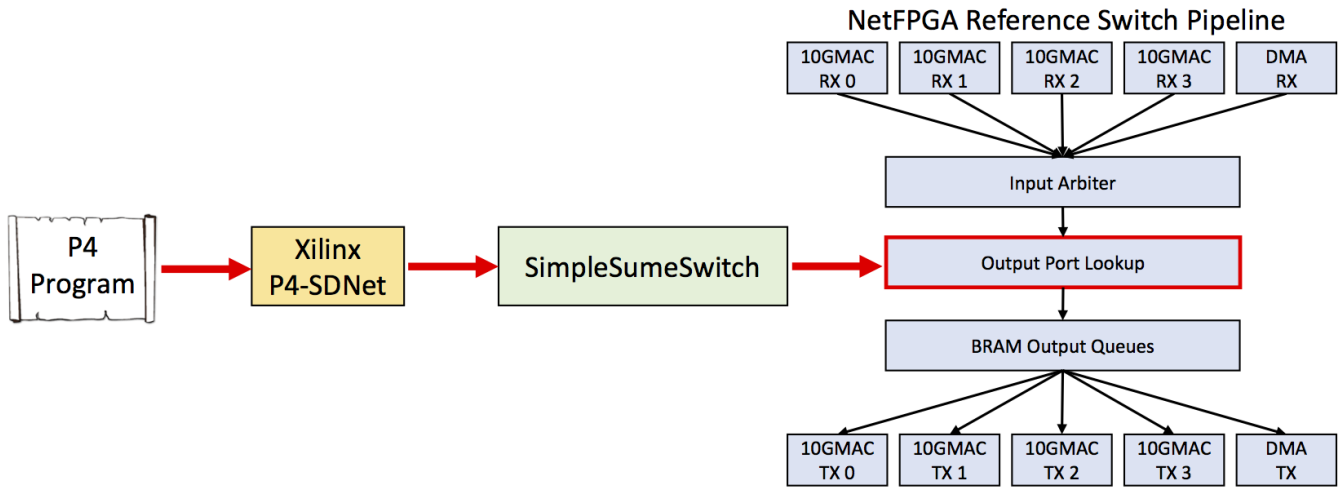 NetFPGA Reference Switch Pipeline
10GMAC
RX 0
10GMAC
RX 1
10GMAC
RX 2
10GMAC
RX 3
DMA
RX
Input Arbiter
P4
Program
Xilinx
P4-SDNet
SimpleSumeSwitch
Output Port Lookup
BRAM Output Queues
10GMAC
TX 0
10GMAC
TX 1
10GMAC
TX 2
10GMAC
TX 3
DMA
TX